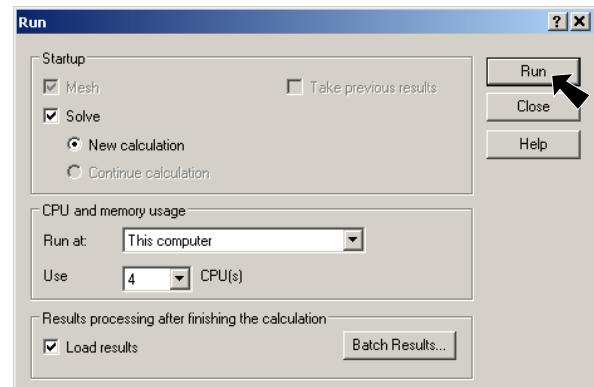 Run
Startup
Mesh Take previous results
Solve
New calculation
Continue calculation
CPU and memory usage
Run at: This computer
Use 4 CPU(s)
Results processing after finishing the calculation
Load results Batch Results...
Run
Close
Help